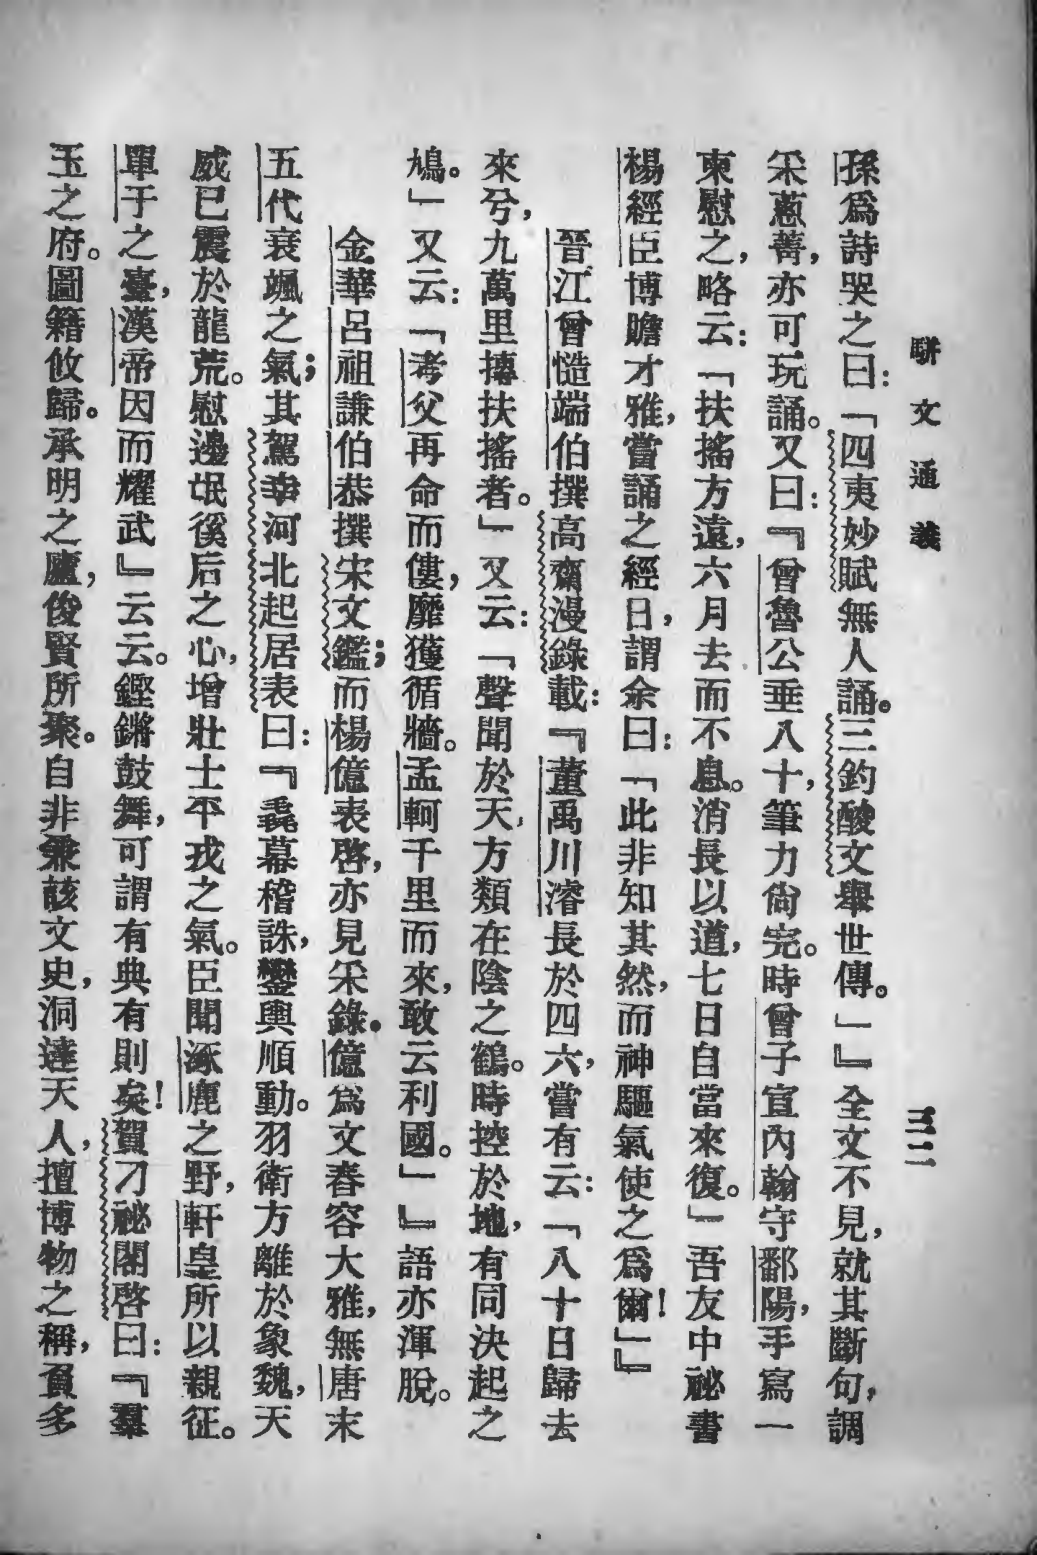 駢文通義
三二
孫爲詩哭之曰：「四夷妙賦無人誦。三釣酸文舉世傳。」』全文不見，就其斷句，調
采蔥蒨，亦可玩誦。又曰：『曾魯公垂八十，筆力尙完。時曾子宣內翰守鄱陽，手寫一
柬慰之，略云：「扶搖方遠，六月去而不息。消長以道，七日自當來復。」吾友中祕書
楊經臣博瞻才雅，嘗誦之經日，謂余曰：「此非知其然，而神驅氣使之爲爾！」』
晉江曾慥端伯撰高齋漫錄載：『董禹川濬長於四六，嘗有云：「八十日歸去
來兮，九萬里摶扶搖者。」又云：「聲聞於天，方類在陰之鶴。時控於地，有同決起之
鳩。」又云：「考父再命而僂，靡獲循牆。孟軻千里而來，敢云利國。」』語亦渾脫。
金華呂祖謙伯恭撰宋文鑑；而楊億表啓，亦見采錄。億爲文舂容大雅，無唐末
五代衰颯之氣；其駕幸河北起居表曰：『毳幕稽誅，鑾輿順動。羽衛方離於象魏，天
威已震於龍荒。慰邊氓徯后之心，增壯士平戎之氣。臣聞涿鹿之野，軒皇所以親征。
單于之臺，漢帝因而耀武』云云。鏗鏘鼓舞，可謂有典有則矣！賀刁祕閣啓曰：『羣
玉之府。圖籍攸歸。承明之廬，俊賢所聚。自非兼該文史，洞達天人，擅博物之稱，負多